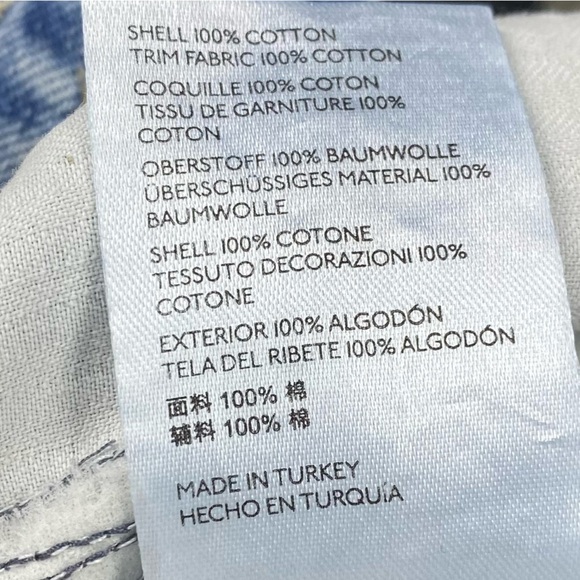 SHELL 100% COTTON
TRIM FABRIC 100% COTTON
COQUILLE 100% COTON
TISSU DE GARNITURE 100%
COTON
OBERSTOFF 100% BAUMWOLLE
ÜBERSCHÜSSIGES MATERIAL 100%
BAUMWOLLE
SHELL 100% COTONE
TESSUTO DECORAZIONI 100%
COTONE
EXTERIOR 100% ALGODÓN
TELA DEL RIBETE 100% ALGODÓN
面料 100% 棉
辅料 100% 棉
MADE IN TURKEY
HECHO EN TURQUÍA